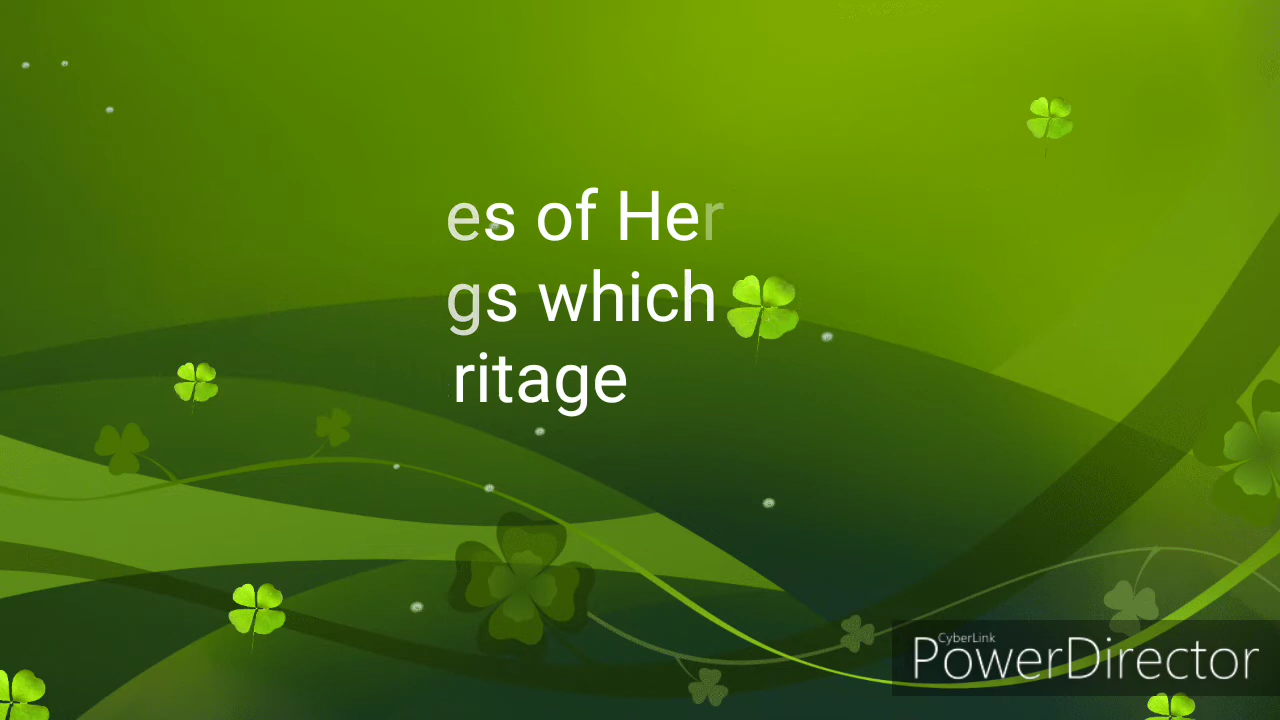 es of Her
gs which
ritage
CyberLink
PowerDirector